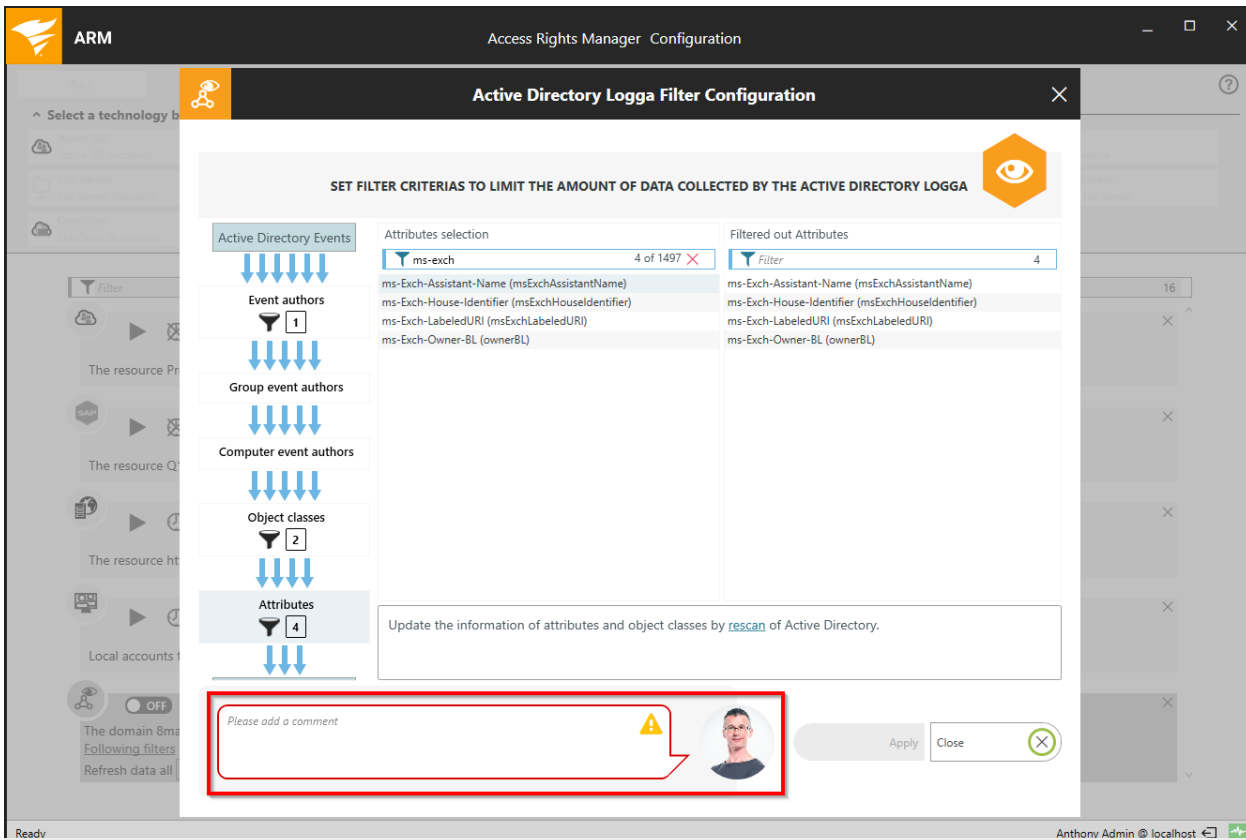 ARM
Access Rights Manager Configuration
Active Directory Logga Filter Configuration
^ Select a technology b
SET FILTER CRITERIAS TO LIMIT THE AMOUNT OF DATA COLLECTED BY THE ACTIVE DIRECTORY LOGGA
Active Directory Events
Attributes selection
Filtered out Attributes
ms-exch
4 of 1497
Filter
4
ms-Exch-Assistant-Name (msExchAssistantName)
ms-Exch-House-Identifier (msExchHouseIdentifier)
ms-Exch-LabeledURI (msExchLabeledURI)
ms-Exch-Owner-BL (ownerBL)
ms-Exch-Assistant-Name (msExchAssistantName)
ms-Exch-House-Identifier (msExchHouseIdentifier)
ms-Exch-LabeledURI (msExchLabeledURI)
ms-Exch-Owner-BL (ownerBL)
Event authors
1
Group event authors
Computer event authors
Object classes
2
Attributes
4
Update the information of attributes and object classes by rescan of Active Directory.
Filter
16
The resource Pr
SAP
The resource Q1
The resource ht
Local accounts f
OFF
The domain 8ma
Following filters
Refresh data all
Please add a comment
Apply
Close
Ready
Anthony Admin @ localhost